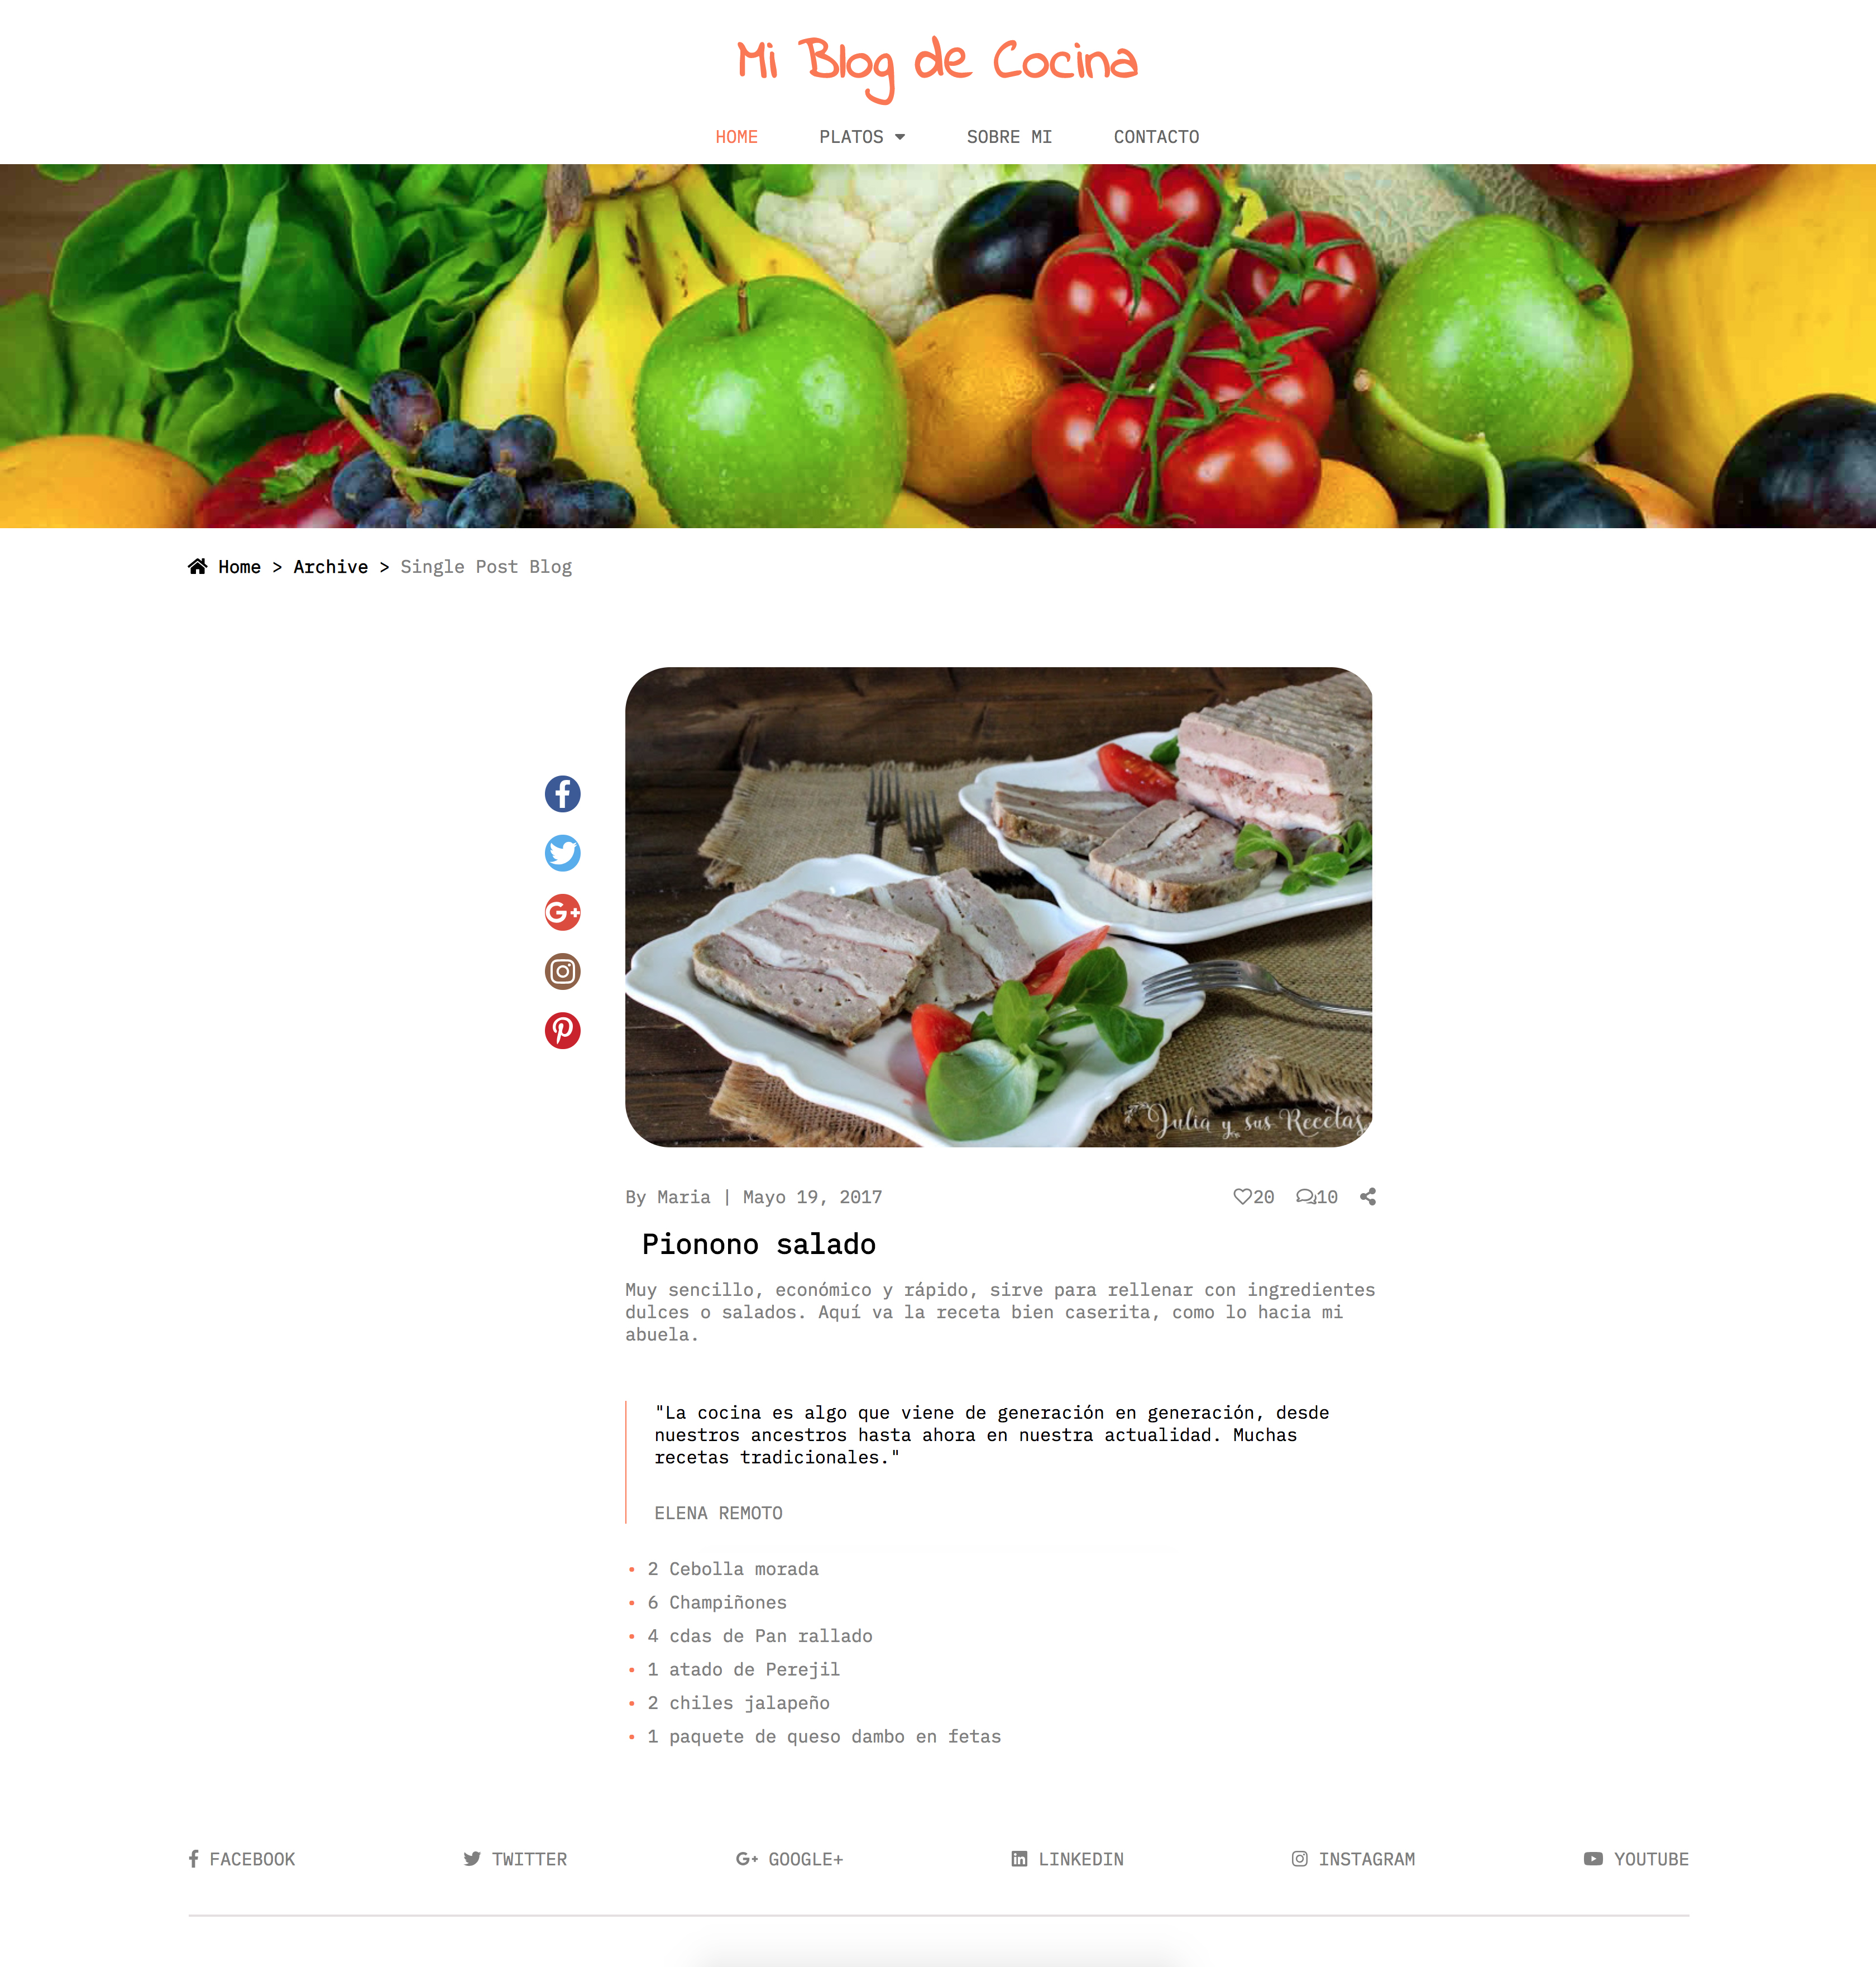 Mi Blog de Cocina
HOME PLATOS SOBRE MI CONTACTO
Home > Archive > Single Post Blog
Julia y sus Recetas
By Maria | Mayo 19, 2017 20 10
Pionono salado
Muy sencillo, económico y rápido, sirve para rellenar con ingredientes
dulces o salados. Aquí va la receta bien caserita, como lo hacia mi
abuela.
"La cocina es algo que viene de generación en generación, desde
nuestros ancestros hasta ahora en nuestra actualidad. Muchas
recetas tradicionales."
ELENA REMOTO
• 2 Cebolla morada
• 6 Champiñones
• 4 cdas de Pan rallado
• 1 atado de Perejil
• 2 chiles jalapeño
• 1 paquete de queso dambo en fetas
FACEBOOK TWITTER GOOGLE+ LINKEDIN INSTAGRAM YOUTUBE